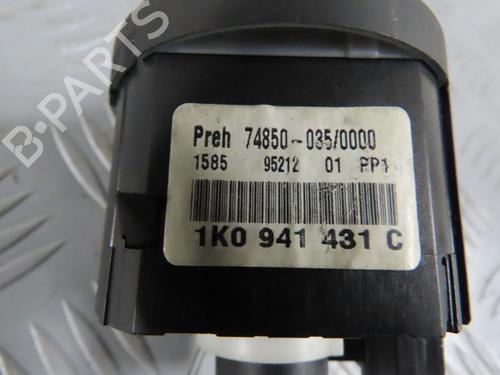 Preh 74850-035/0000
1585 95212 01 PP1
1K0 941 431 C
B-PARTS